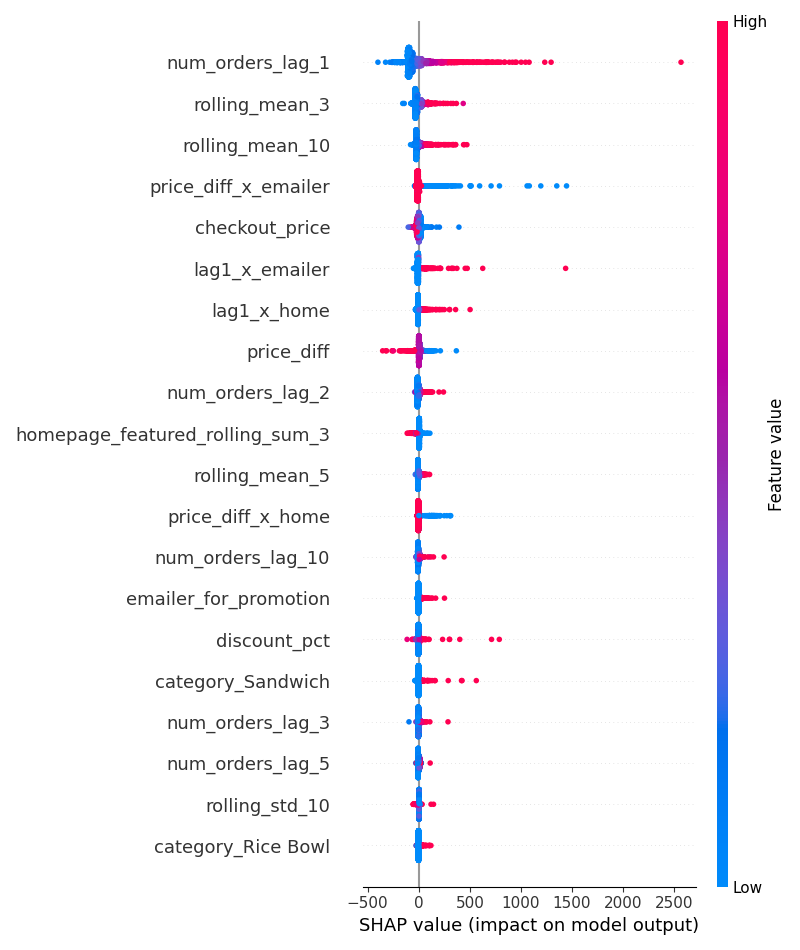 High
num_orders_lag_1
rolling_mean_3
rolling_mean_10
price_diff_x_emailer
checkout_price
lag1_x_emailer
lag1_x_home
price_diff
num_orders_lag_2
homepage_featured_rolling_sum_3
rolling_mean_5
price_diff_x_home
num_orders_lag_10
emailer_for_promotion
discount_pct
category_Sandwich
num_orders_lag_3
num_orders_lag_5
rolling_std_10
category_Rice Bowl
Feature value
Low
−500 0 500 1000 1500 2000 2500
SHAP value (impact on model output)